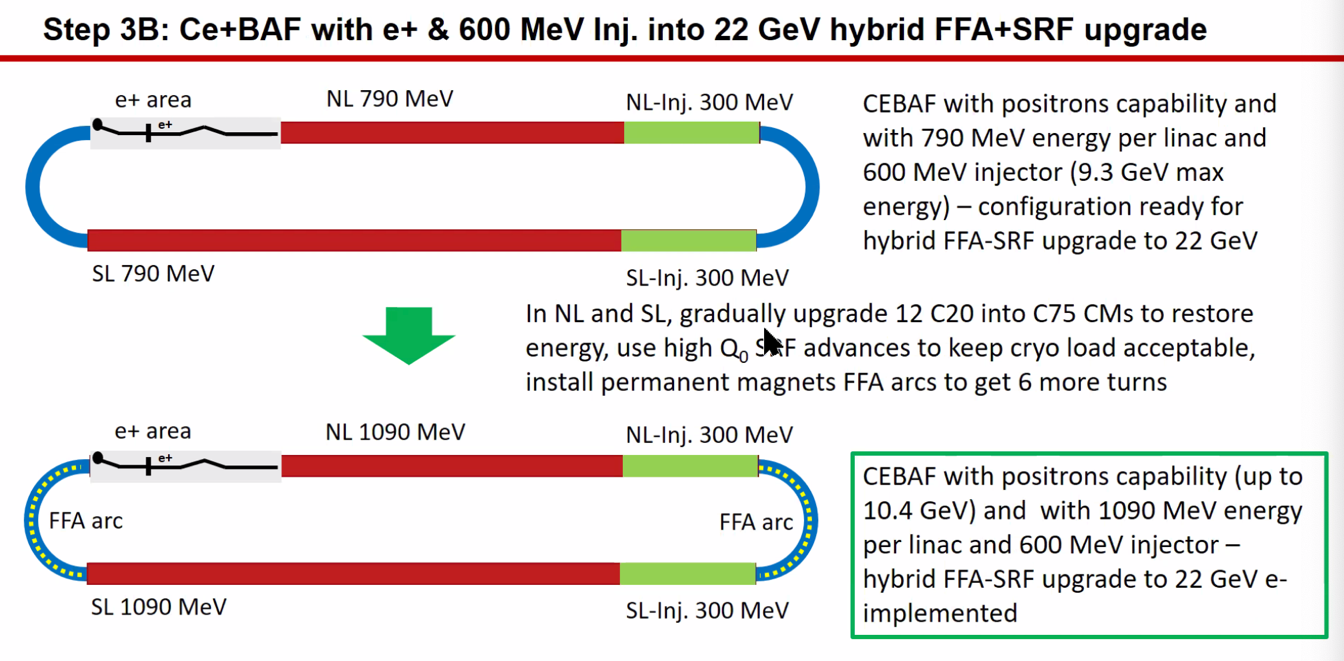 Step 3B: Ce+BAF with e+ & 600 MeV Inj. into 22 GeV hybrid FFA+SRF upgrade
e+ area
NL 790 MeV
NL-Inj. 300 MeV
e+
SL 790 MeV
SL-Inj. 300 MeV
CEBAF with positrons capability and
with 790 MeV energy per linac and
600 MeV injector (9.3 GeV max
energy) – configuration ready for
hybrid FFA-SRF upgrade to 22 GeV
In NL and SL, gradually upgrade 12 C20 into C75 CMs to restore
energy, use high Q0 SRF advances to keep cryo load acceptable,
install permanent magnets FFA arcs to get 6 more turns
e+ area
NL 1090 MeV
NL-Inj. 300 MeV
e+
FFA arc
FFA arc
SL 1090 MeV
SL-Inj. 300 MeV
CEBAF with positrons capability (up to
10.4 GeV) and with 1090 MeV energy
per linac and 600 MeV injector –
hybrid FFA-SRF upgrade to 22 GeV e-
implemented